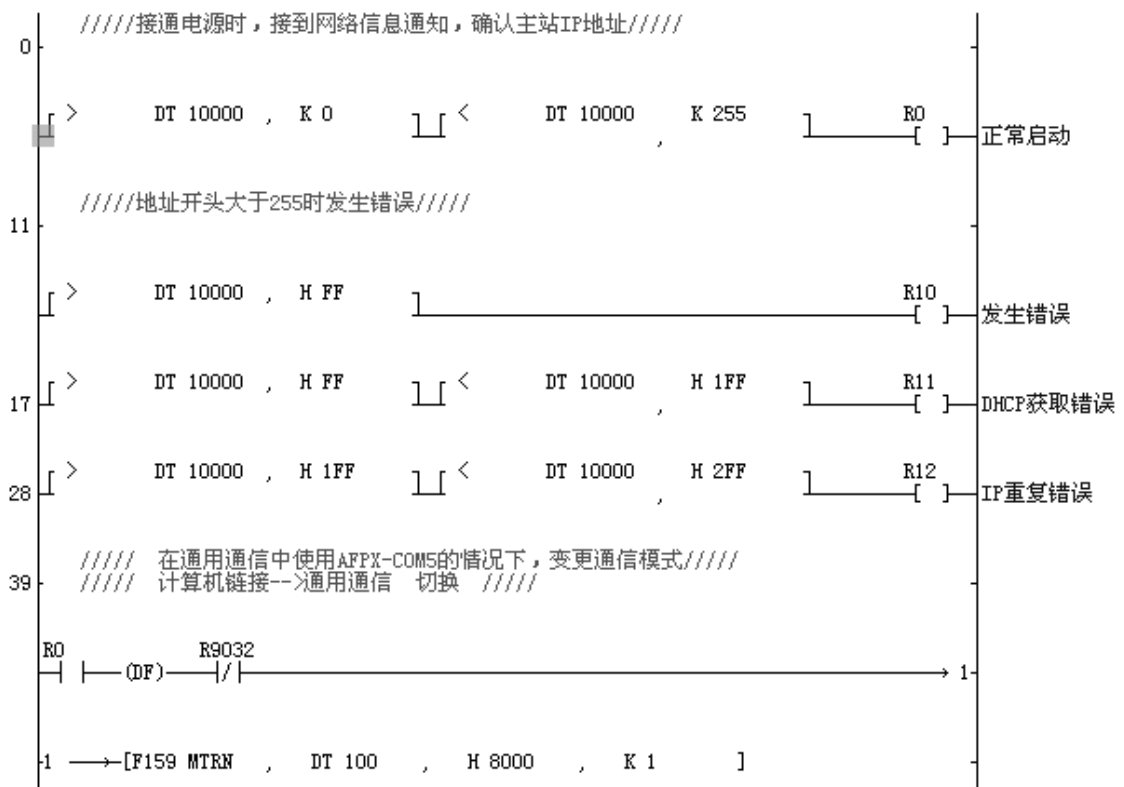 /////接通电源时，接到网络信息通知，确认主站IP地址/////
0
> DT 10000 , K 0 < DT 10000 , K 255 R0
正常启动
/////地址开头大于255时发生错误/////
11
> DT 10000 , H FF R10
发生错误
> DT 10000 , H FF < DT 10000 , H 1FF R11
17 DHCP获取错误
> DT 10000 , H 1FF < DT 10000 , H 2FF R12
28 IP重复错误
///// 在通用通信中使用AFPX-COM5的情况下，变更通信模式/////
39 ///// 计算机链接-->通用通信 切换 /////
R0 R9032
(DF) 1
1 [F159 MTRN , DT 100 , H 8000 , K 1 ]